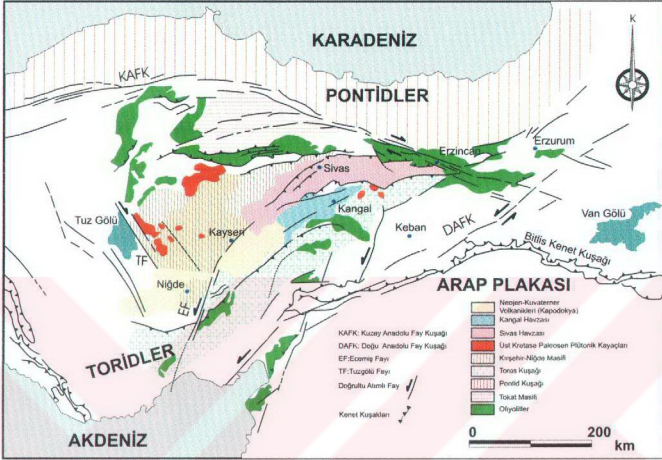 KARADENİZ
K
KAFK
PONTİDLER
Erzincan
Erzurum
Sivas
Kangal
Tuz Gölü
Kayseri
Keban
DAFK
Van Gölü
TF
Bitlis Kenet Kuşağı
Niğde
EF
ARAP PLAKASI
TORİDLER
AKDENİZ
KAFK: Kuzey Anadolu Fay Kuşağı
DAFK: Doğu Anadolu Fay Kuşağı
EF:Ecemiş Fayı
TF:Tuzgölü Fayı
Doğrultu Atımlı Fay
Kenet Kuşakları
Neojen-Kuvaterner
Volkanikleri (Kapodokya)
Kangal Havzası
Sivas Havzası
Üst Kretase Paleosen Plütonik Kayaçları
Kırşehir-Niğde Masifi
Toros Kuşağı
Pontid Kuşağı
Tokat Masifi
Ofiyolitler
0 200
km